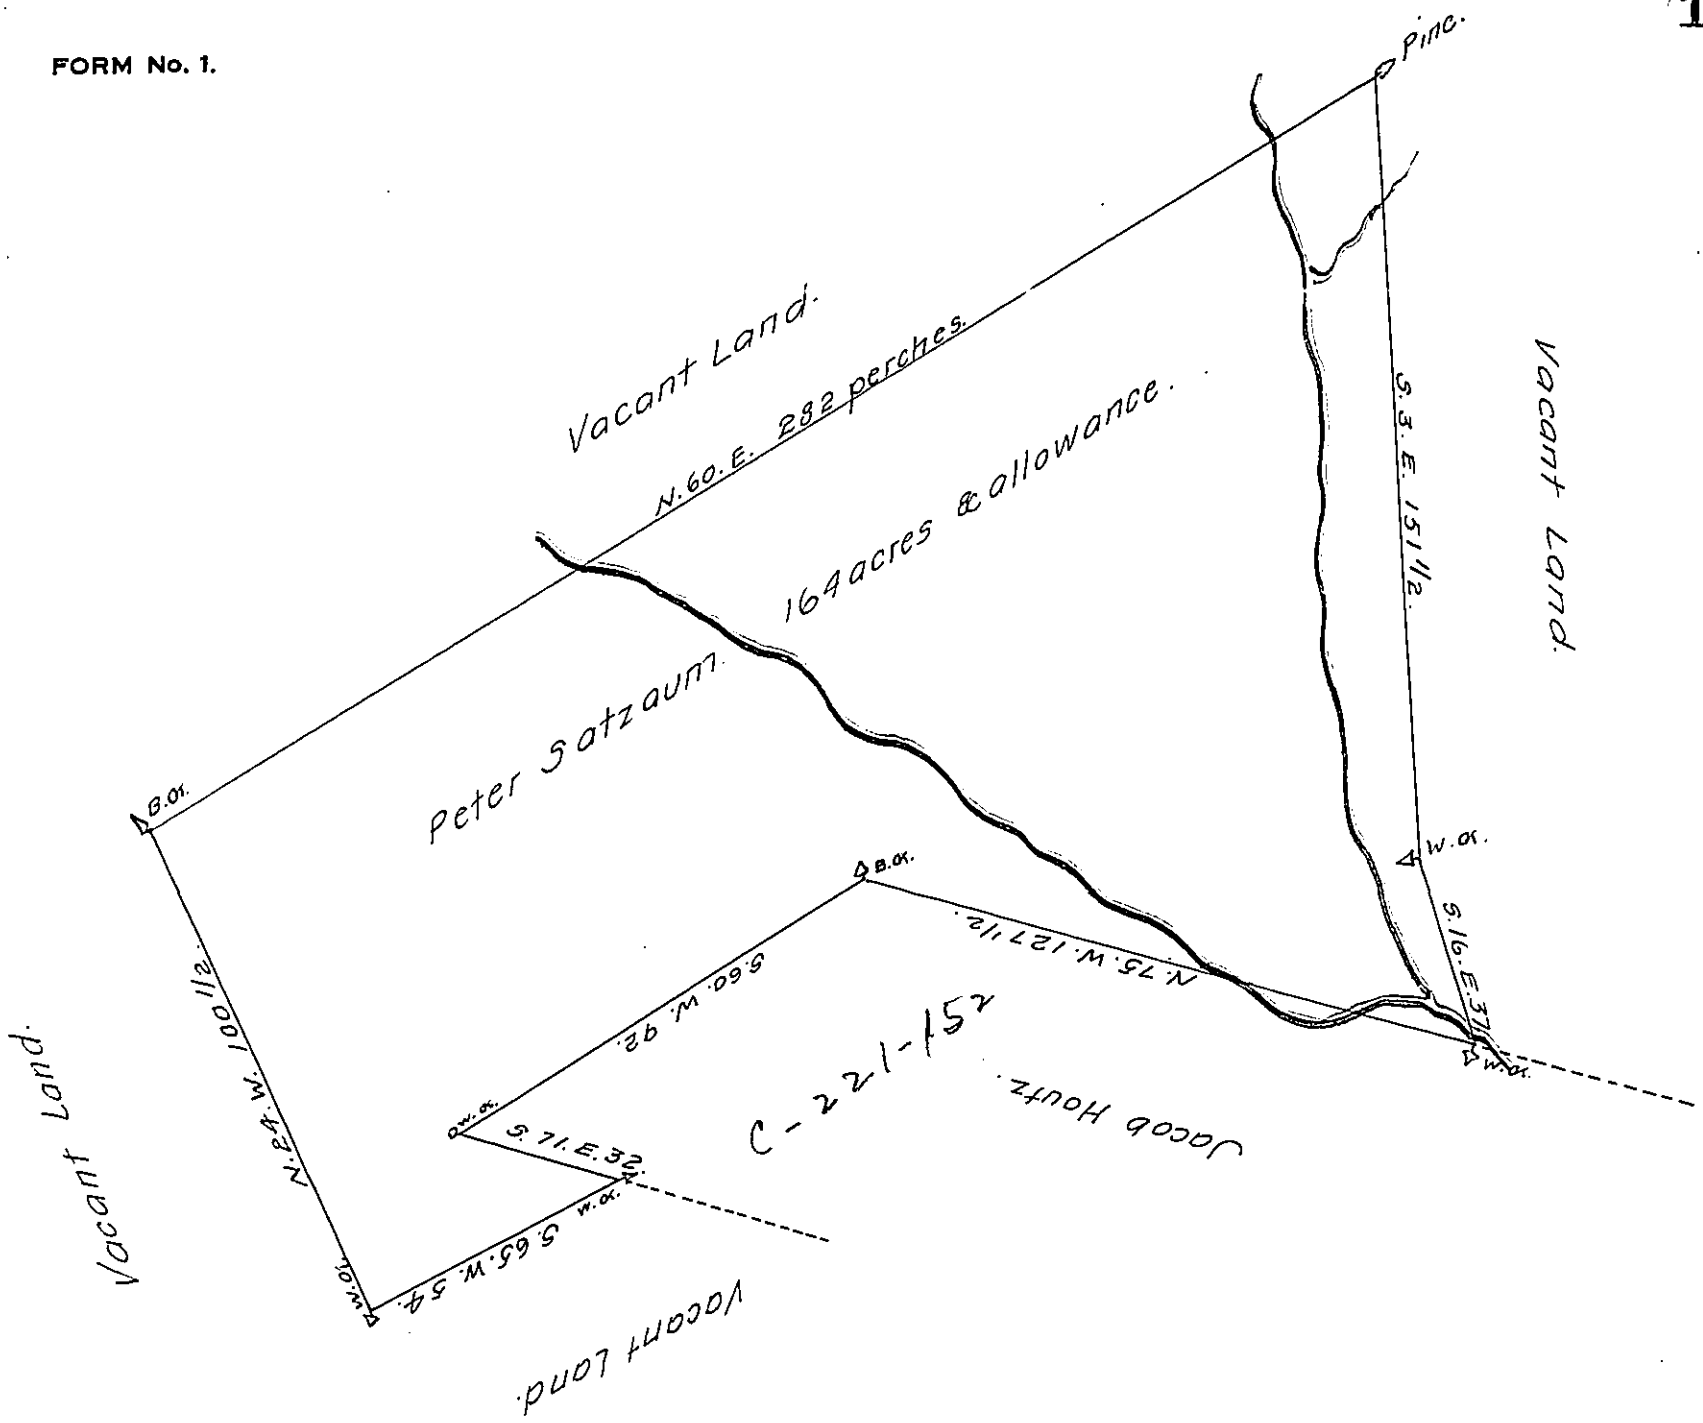 FORM No. 1.
Pine.
Vacant Land.
N. 60. E. 282 perches.
164 acres & allowance.
Peter Satzaum.
S. 3. E. 151 1/2.
Vacant Land.
B.O.
W.O.
S. 16. E. 37
W.O.
B.O.
N. 75. W. 127 1/2.
S. 60. W. 92.
C-221-152
Jacob Houtz.
W.O.
S. 71. E. 32.
W.O.
S. 65. W. 54.
W.O.
N. 24. W. 100 1/2.
Vacant Land.
Vacant Land.